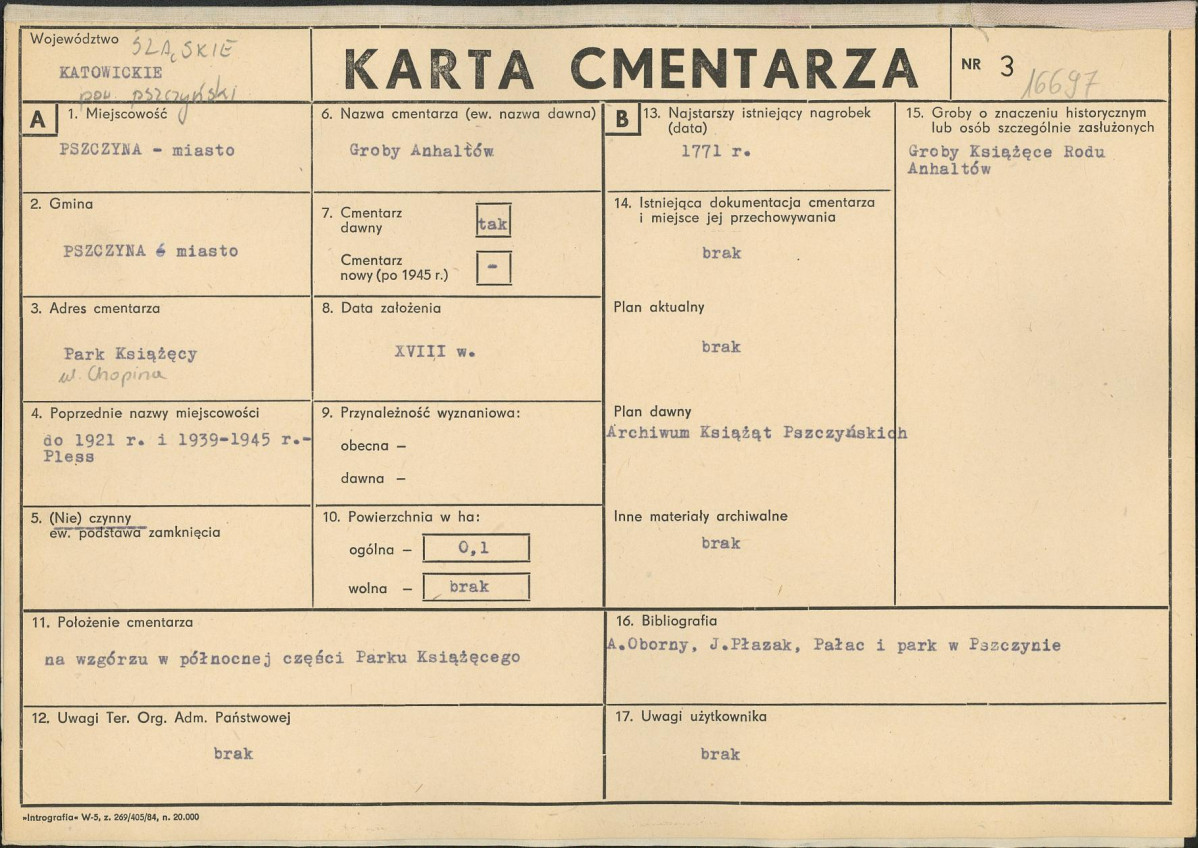 Województwo ŚLĄSKIE
KATOWICKIE
pow. pszczyński
KARTA CMENTARZA
NR 3
16697
A
1. Miejscowość
PSZCZYNA - miasto
2. Gmina
PSZCZYNA - miasto
3. Adres cmentarza
Park Książęcy
ul. Chopina
4. Poprzednie nazwy miejscowości
do 1921 r. i 1939-1945 r.-
Pless
5. (Nie) czynny
ew. podstawa zamknięcia
6. Nazwa cmentarza (ew. nazwa dawna)
Groby Anhaltów
7. Cmentarz
dawny
tak
Cmentarz
nowy (po 1945 r.)
-
8. Data założenia
XVIII w.
9. Przynależność wyznaniowa:
obecna –
dawna –
10. Powierzchnia w ha:
ogólna – 0,1
wolna – brak
11. Położenie cmentarza
na wzgórzu w północnej części Parku Książęcego
12. Uwagi Ter. Org. Adm. Państwowej
brak
B
13. Najstarszy istniejący nagrobek
(data)
1771 r.
14. Istniejąca dokumentacja cmentarza
i miejsce jej przechowywania
brak
Plan aktualny
brak
Plan dawny
Archiwum Książąt Pszczyńskich
Inne materiały archiwalne
brak
15. Groby o znaczeniu historycznym
lub osób szczególnie zasłużonych
Groby Książęce Rodu
Anhaltów
16. Bibliografia
A.Oborny, J.Płazak, Pałac i park w Pszczynie
17. Uwagi użytkownika
brak
»Intrografia« W-5, z. 269/405/84, n. 20.000